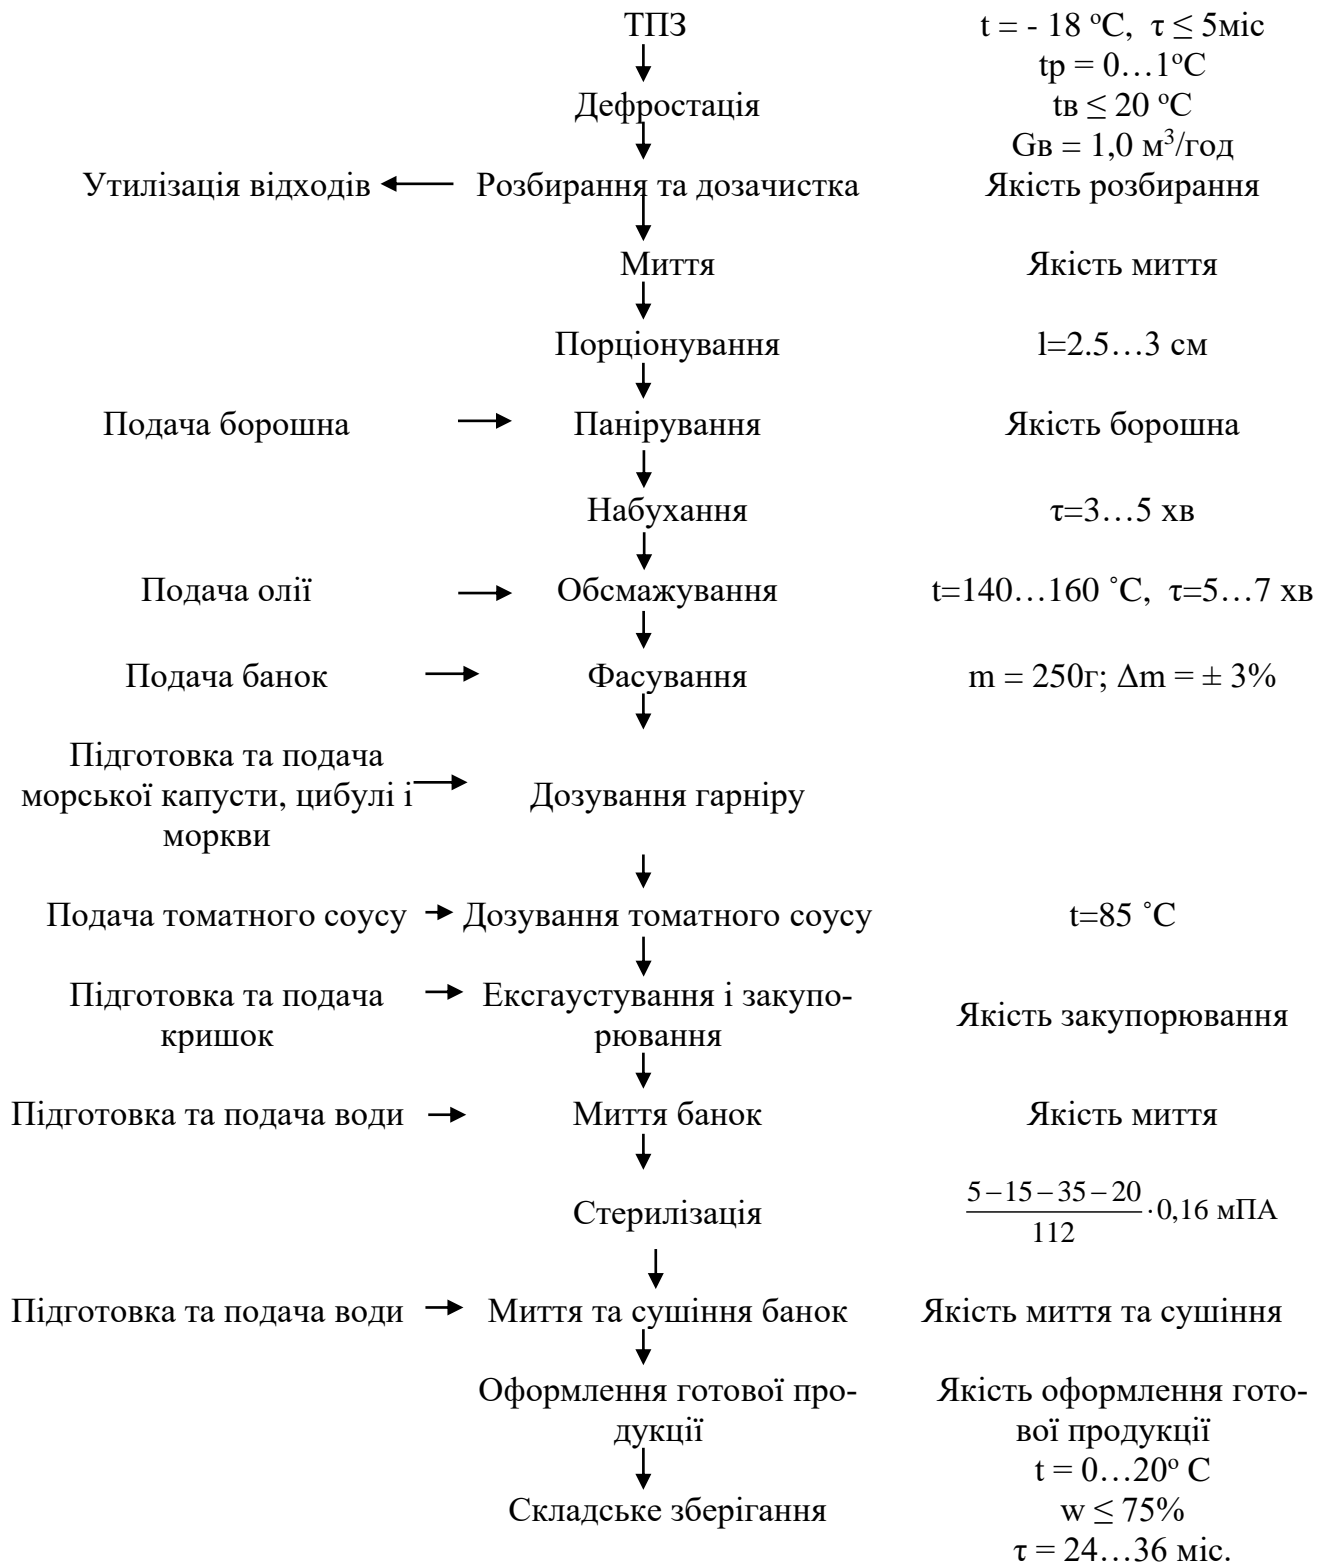 ТПЗ
t = - 18 ºС, τ ≤ 5міс
tр = 0…1ºС
Дефростація
tв ≤ 20 ºС
Gв = 1,0 м³/год
Утилізація відходів
Розбирання та дозачистка
Якість розбирання
Миття
Якість миття
Порціонування
l=2.5…3 см
Подача борошна
Панірування
Якість борошна
Набухання
τ=3…5 хв
Подача олії
Обсмажування
t=140…160 ˚С, τ=5…7 хв
Подача банок
Фасування
m = 250г; Δm = ± 3%
Підготовка та подача
морської капусти, цибулі і
моркви
Дозування гарніру
Подача томатного соусу
Дозування томатного соусу
t=85 ˚С
Підготовка та подача
кришок
Ексгаустування і закупо-
рювання
Якість закупорювання
Підготовка та подача води
Миття банок
Якість миття
Стерилізація
5−15−35−20
112
·0,16 мПА
Підготовка та подача води
Миття та сушіння банок
Якість миття та сушіння
Оформлення готової про-
дукції
Якість оформлення гото-
вої продукції
Складське зберігання
t = 0…20º С
w ≤ 75%
τ = 24…36 міс.